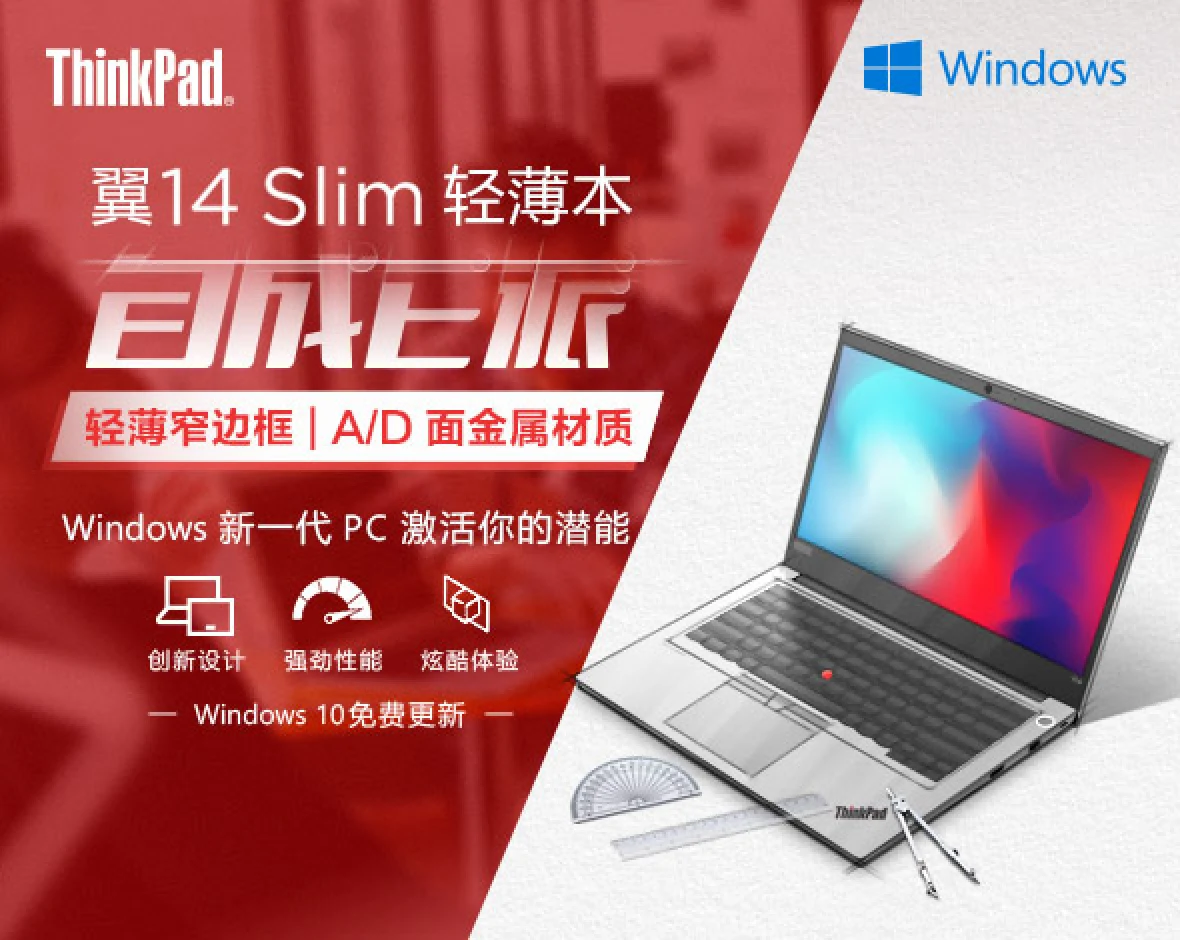 ThinkPad®
Windows
翼14 Slim 轻薄本
自成E派
轻薄窄边框 | A/D 面金属材质
Windows 新一代 PC 激活你的潜能
创新设计 强劲性能 炫酷体验
— Windows 10免费更新 —
ThinkPad